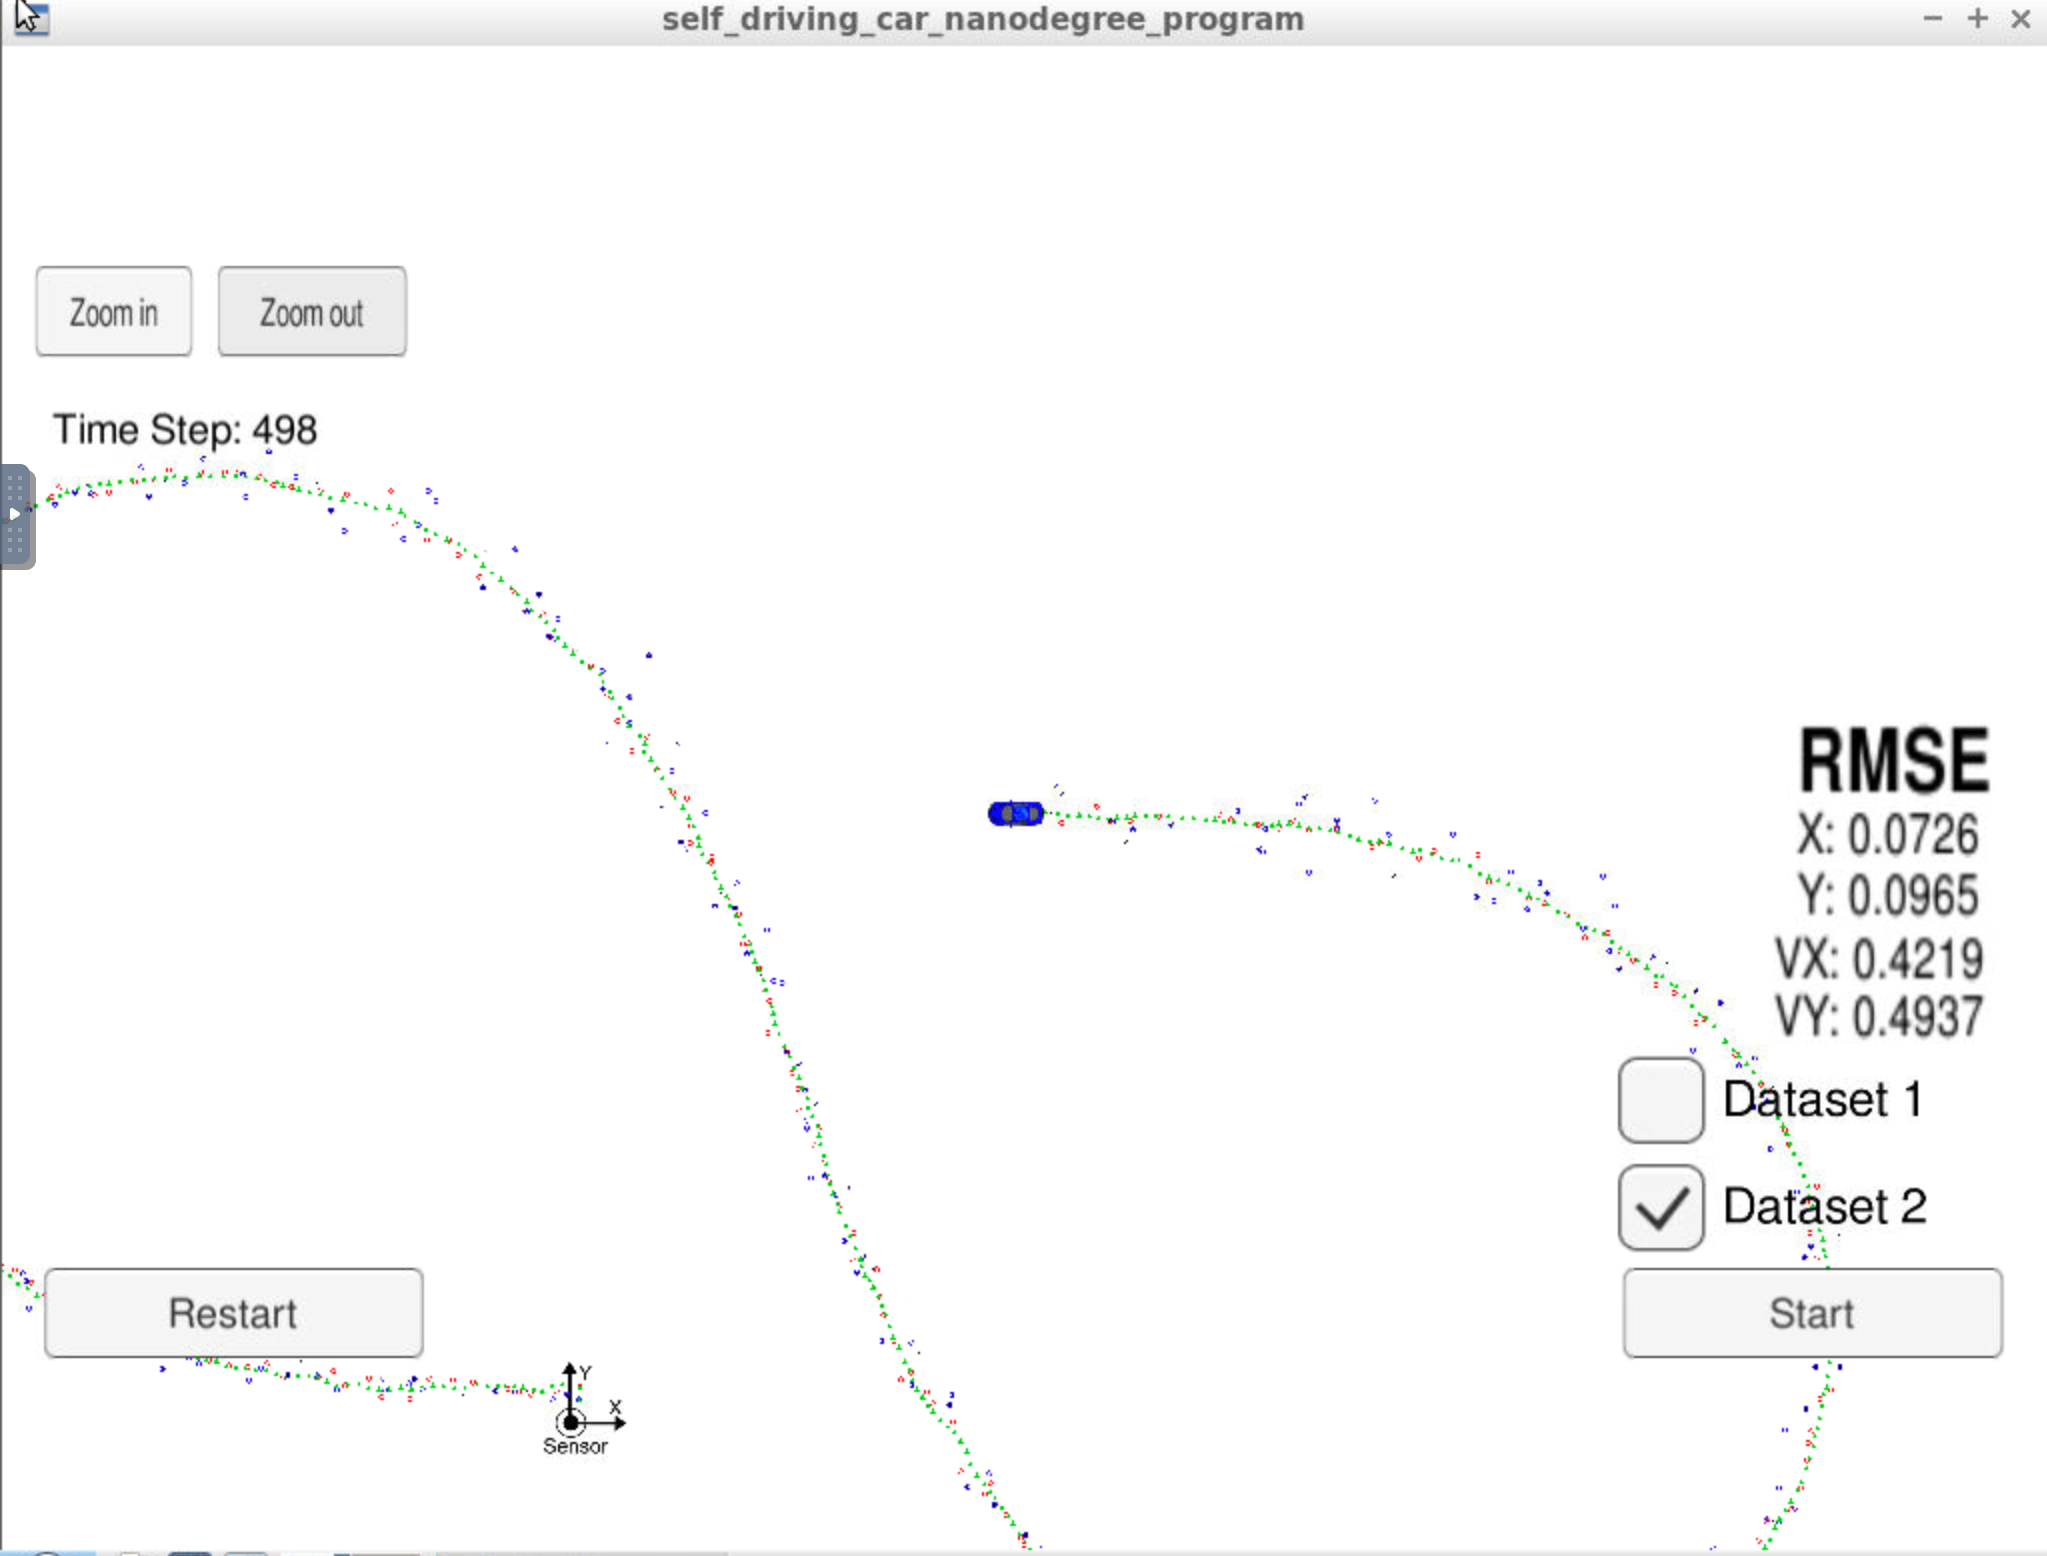 self_driving_car_nanodegree_program
Zoom in
Zoom out
Time Step: 498
RMSE
X: 0.0726
Y: 0.0965
VX: 0.4219
VY: 0.4937
Dataset 1
Dataset 2
Restart
Start
Y
X
Sensor